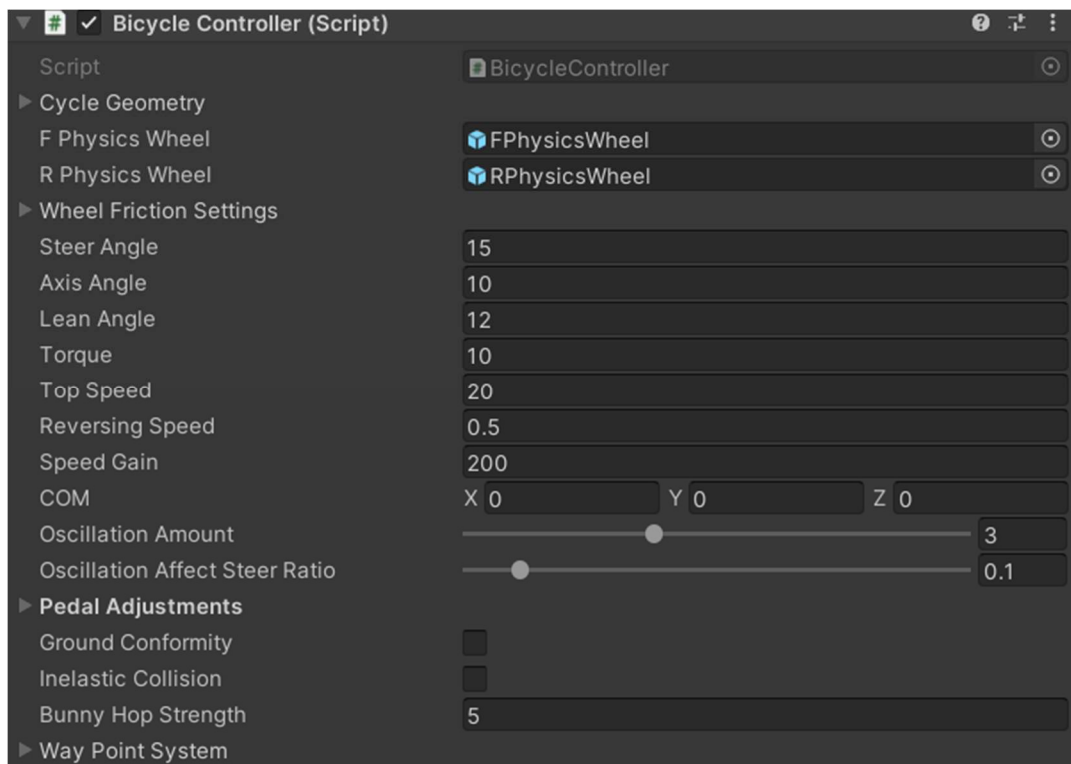 Bicycle Controller (Script)
Script BicycleController
Cycle Geometry
F Physics Wheel FPhysicsWheel
R Physics Wheel RPhysicsWheel
Wheel Friction Settings
Steer Angle 15
Axis Angle 10
Lean Angle 12
Torque 10
Top Speed 20
Reversing Speed 0.5
Speed Gain 200
COM X 0 Y 0 Z 0
Oscillation Amount 3
Oscillation Affect Steer Ratio 0.1
Pedal Adjustments
Ground Conformity
Inelastic Collision
Bunny Hop Strength 5
Way Point System